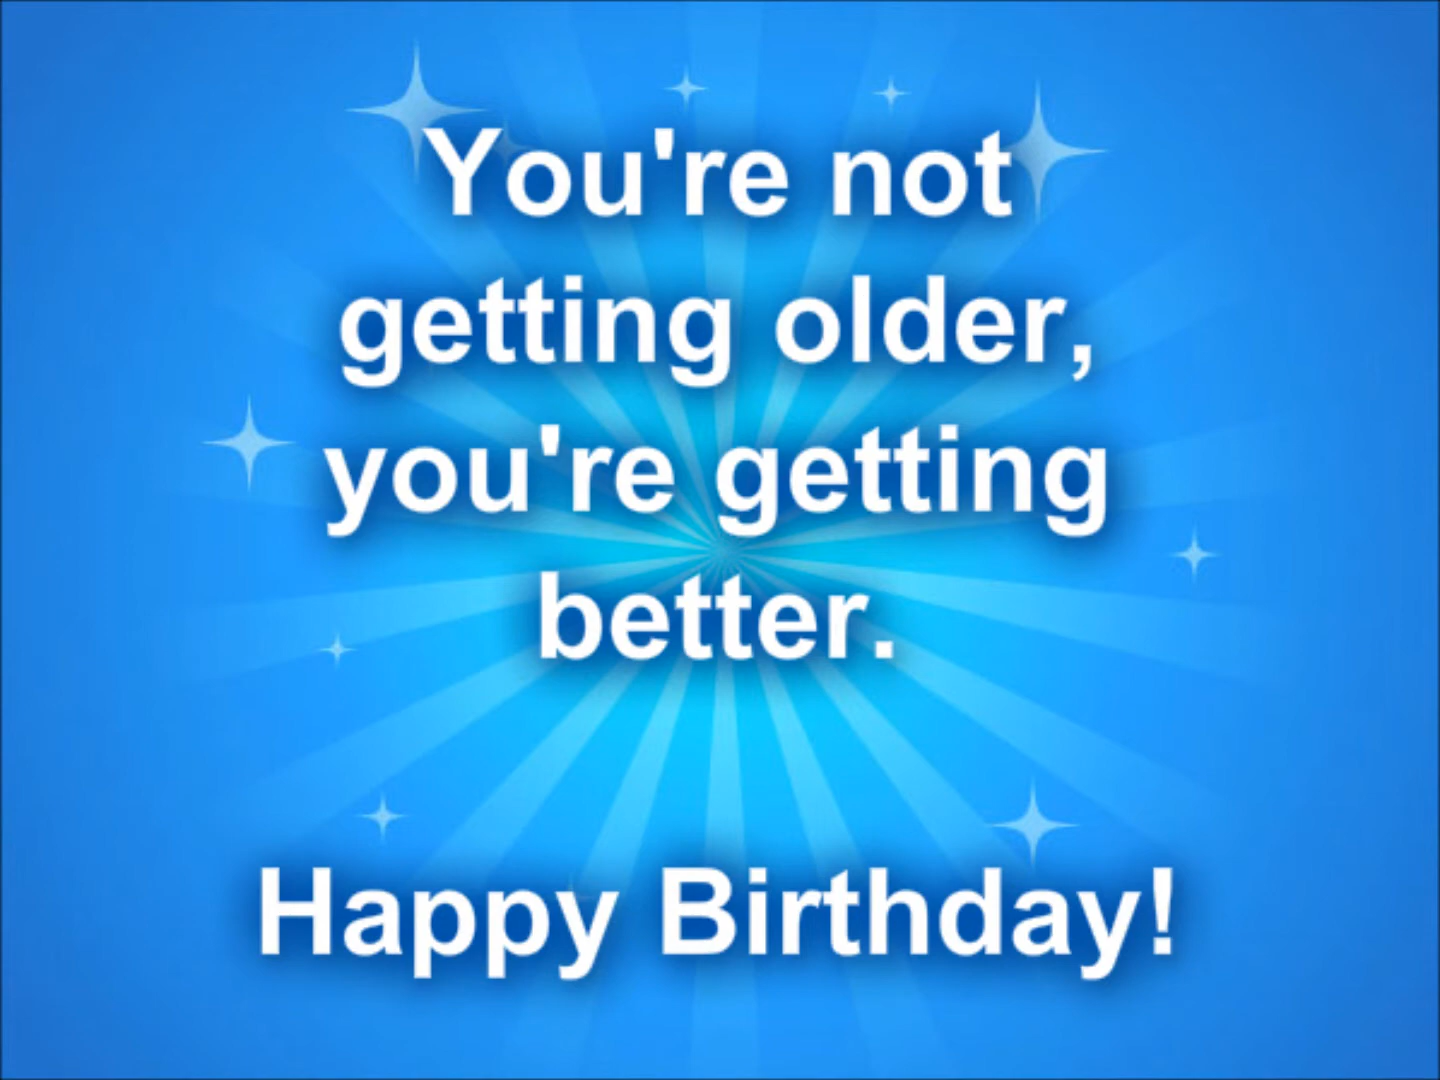 You're not
getting older,
you're getting
better.
Happy Birthday!